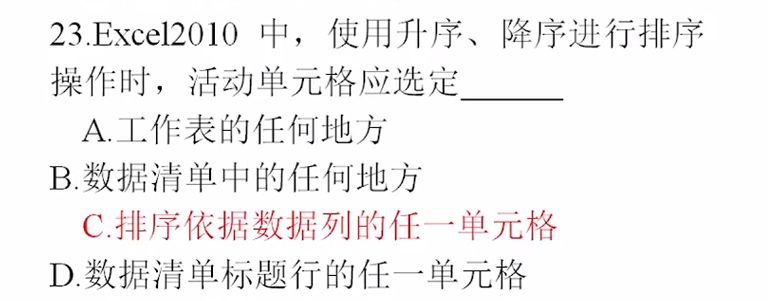 23.Excel2010 中，使用升序、降序进行排序
操作时，活动单元格应选定______
A.工作表的任何地方
B.数据清单中的任何地方
C.排序依据数据列的任一单元格
D.数据清单标题行的任一单元格